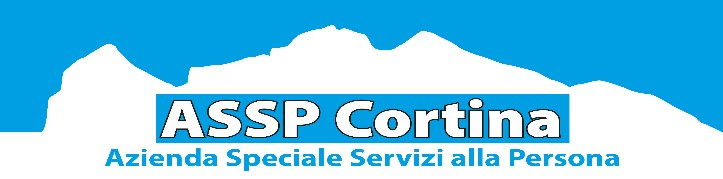 ASSP Cortina
Azienda Speciale Servizi alla Persona